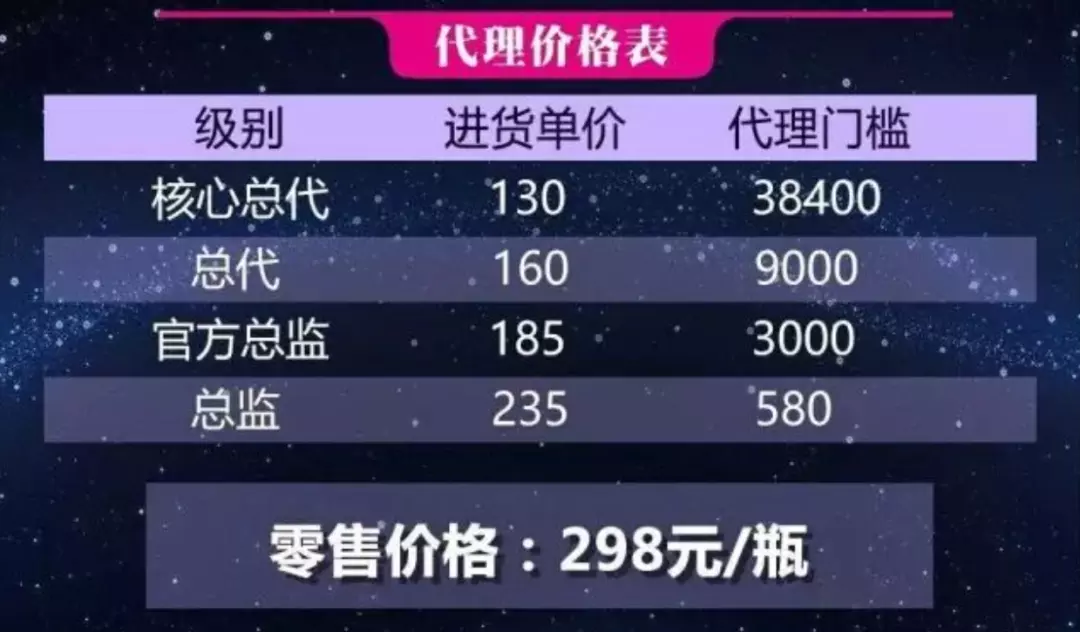 代理价格表
级别 进货单价 代理门槛
核心总代 130 38400
总代 160 9000
官方总监 185 3000
总监 235 580
零售价格：298元/瓶